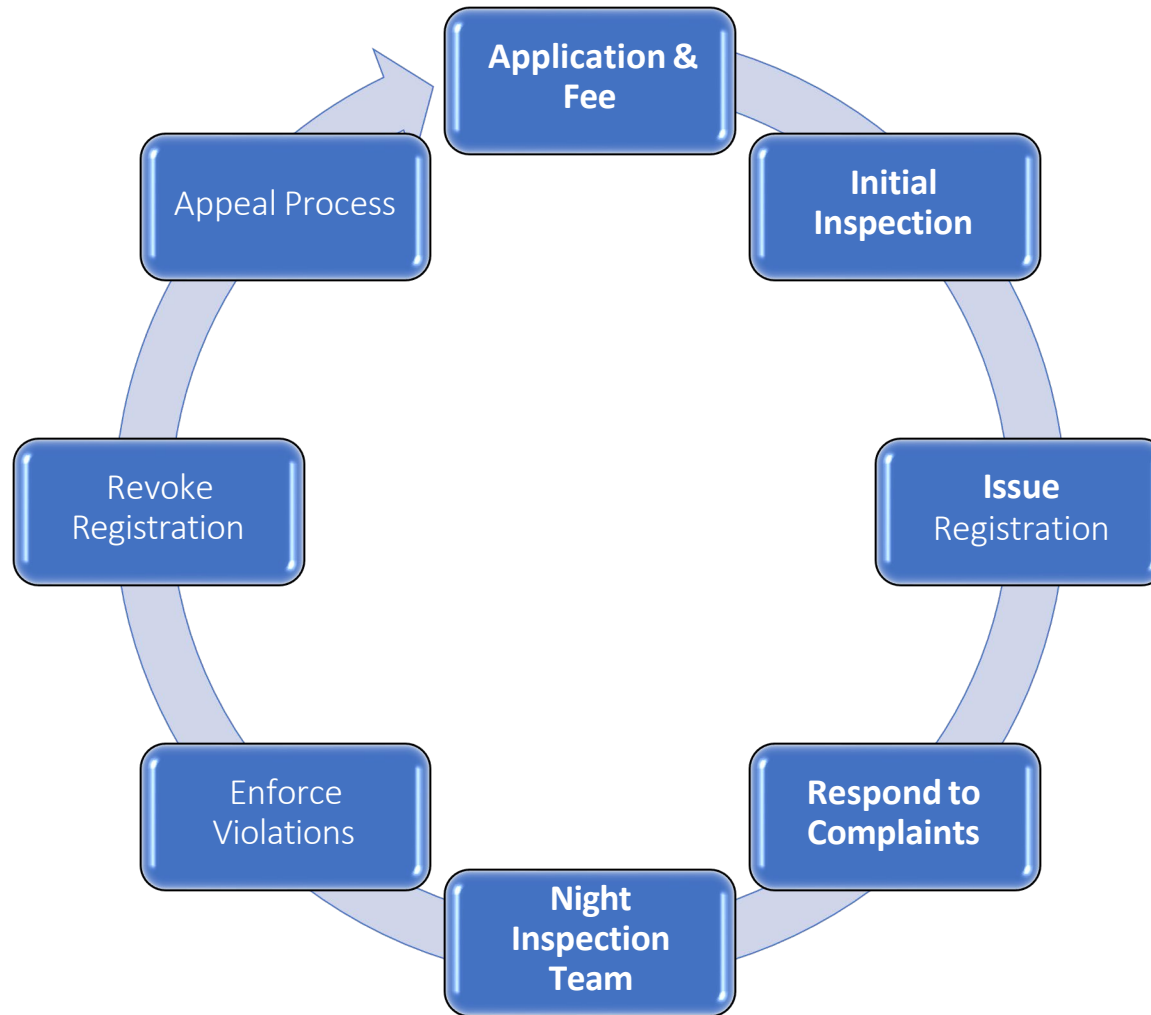 Application &
Fee
Initial
Inspection
Issue
Registration
Respond to
Complaints
Night
Inspection
Team
Enforce
Violations
Revoke
Registration
Appeal Process